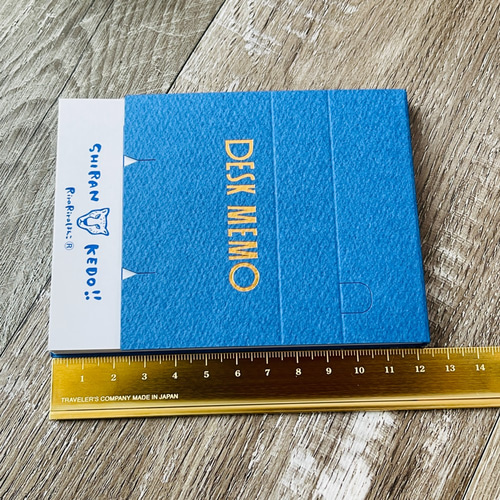 SHIRAN KEDO!!
RiroRiro
DESK MEMO
1 2 3 4 5 6 7 8 9 10 11 12 13 14
TRAVELER'S COMPANY MADE IN JAPAN